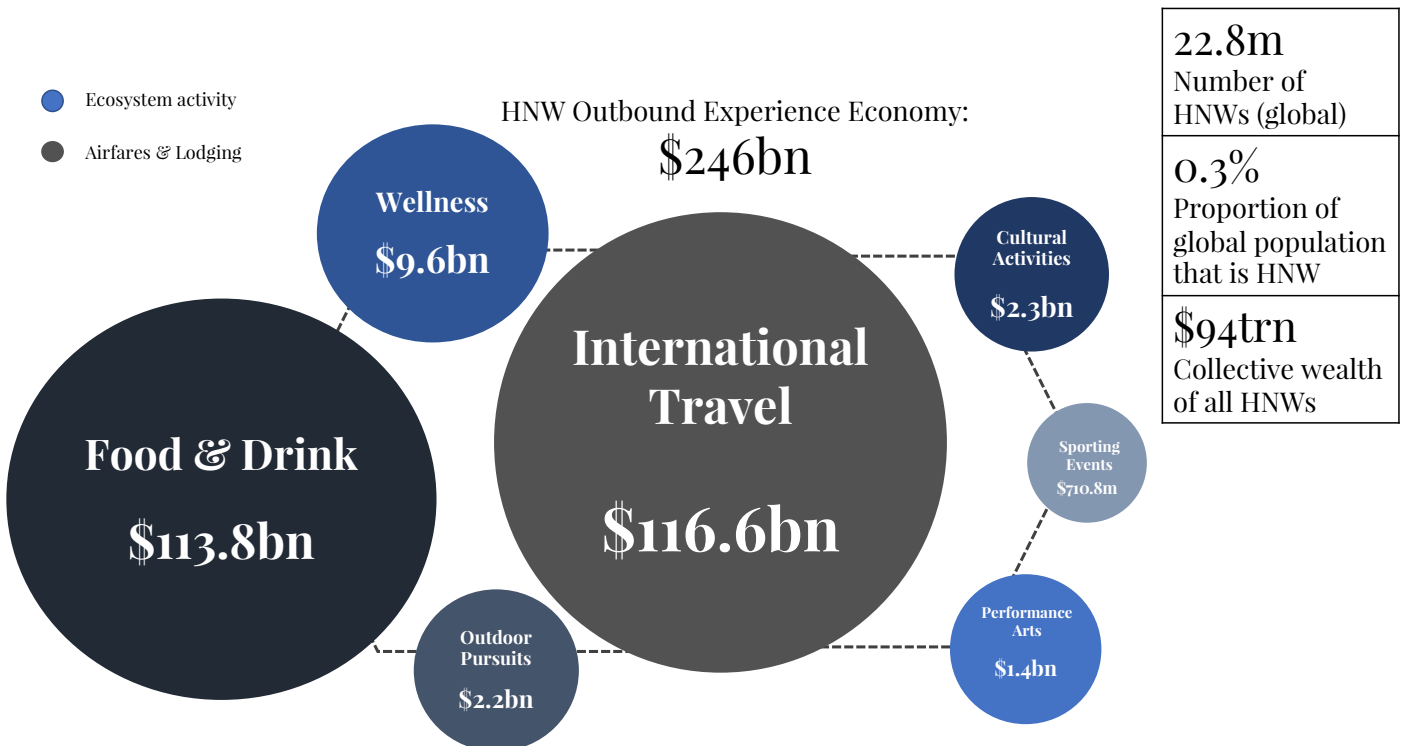 Ecosystem activity
Airfares & Lodging
HNW Outbound Experience Economy:
$246bn
Wellness
$9.6bn
Food & Drink
$113.8bn
International
Travel
$116.6bn
Outdoor
Pursuits
$2.2bn
Cultural
Activities
$2.3bn
Sporting
Events
$710.8m
Performance
Arts
$1.4bn
22.8m
Number of
HNWs (global)
0.3%
Proportion of
global population
that is HNW
$94trn
Collective wealth
of all HNWs